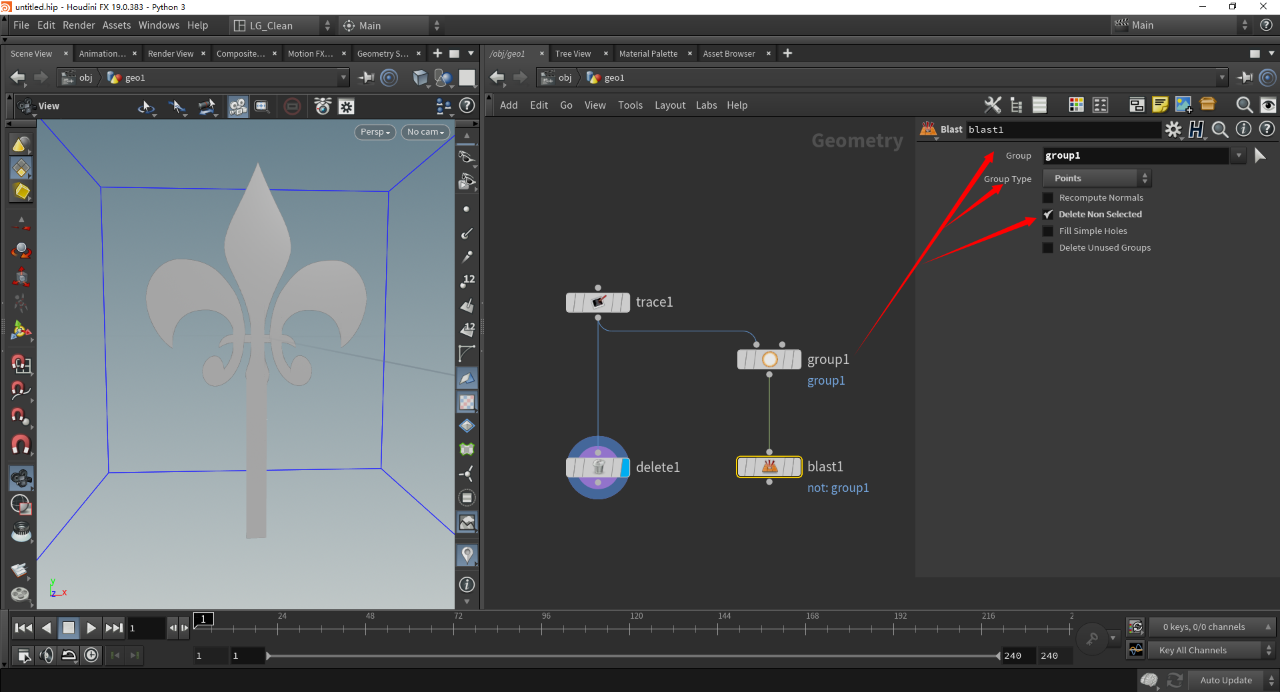 untitled.hip - Houdini FX 19.0.383 - Python 3
File Edit Render Assets Windows Help
LG_Clean
Main
Main
Scene View
Animation...
Render View
Composite...
Motion FX...
Geometry S...
/obj/geo1
Tree View
Material Palette
Asset Browser
obj
geo1
obj
geo1
View
Add Edit Go View Tools Layout Labs Help
Persp
No cam
Geometry
Blast blast1
Group group1
Group Type Points
Recompute Normals
Delete Non Selected
Fill Simple Holes
Delete Unused Groups
12
12
trace1
group1
group1
delete1
blast1
not: group1
y
z x
1
1
24
48
72
96
120
144
168
192
216
2
0 keys, 0/0 channels
1
1
240
240
Key All Channels
Auto Update